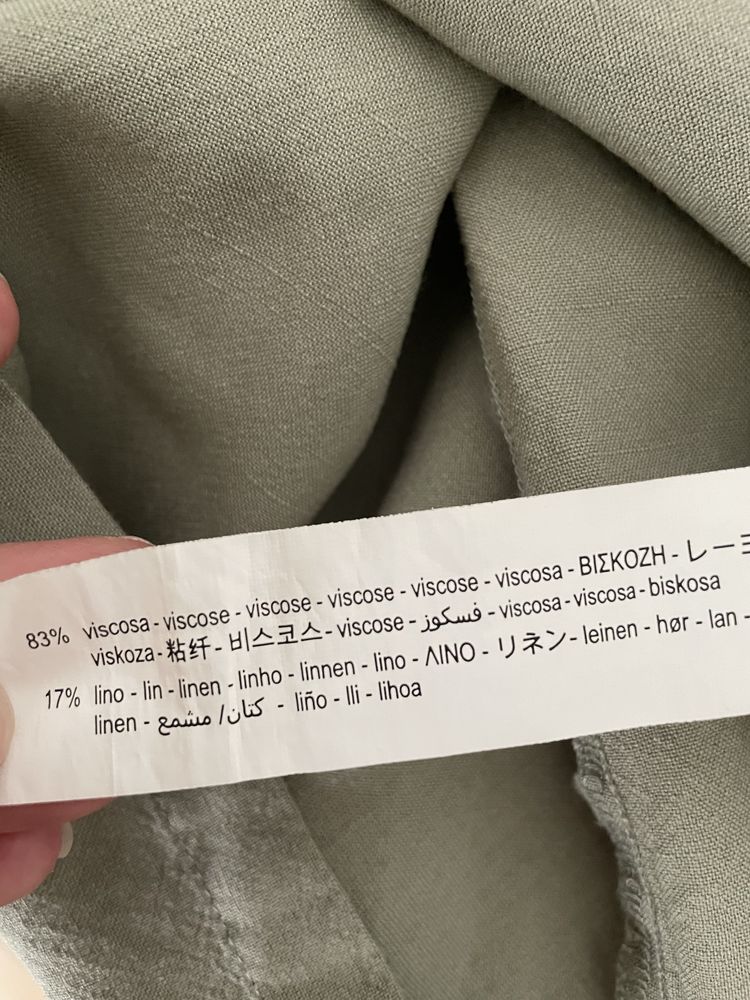 83% viscosa - viscose - viscose - viscose - viscose - viscosa - ΒΙΣΚΟΖΗ - レーヨ
viskoza - 粘纤 - 비스코스 - viscose - فسكوز - viscosa - viscosa - biskosa
17% lino - lin - linen - linho - linnen - lino - ΛΙΝΟ - リネン - leinen - hør - lan -
linen - كتان/ مشمع - liño - lli - lihoa